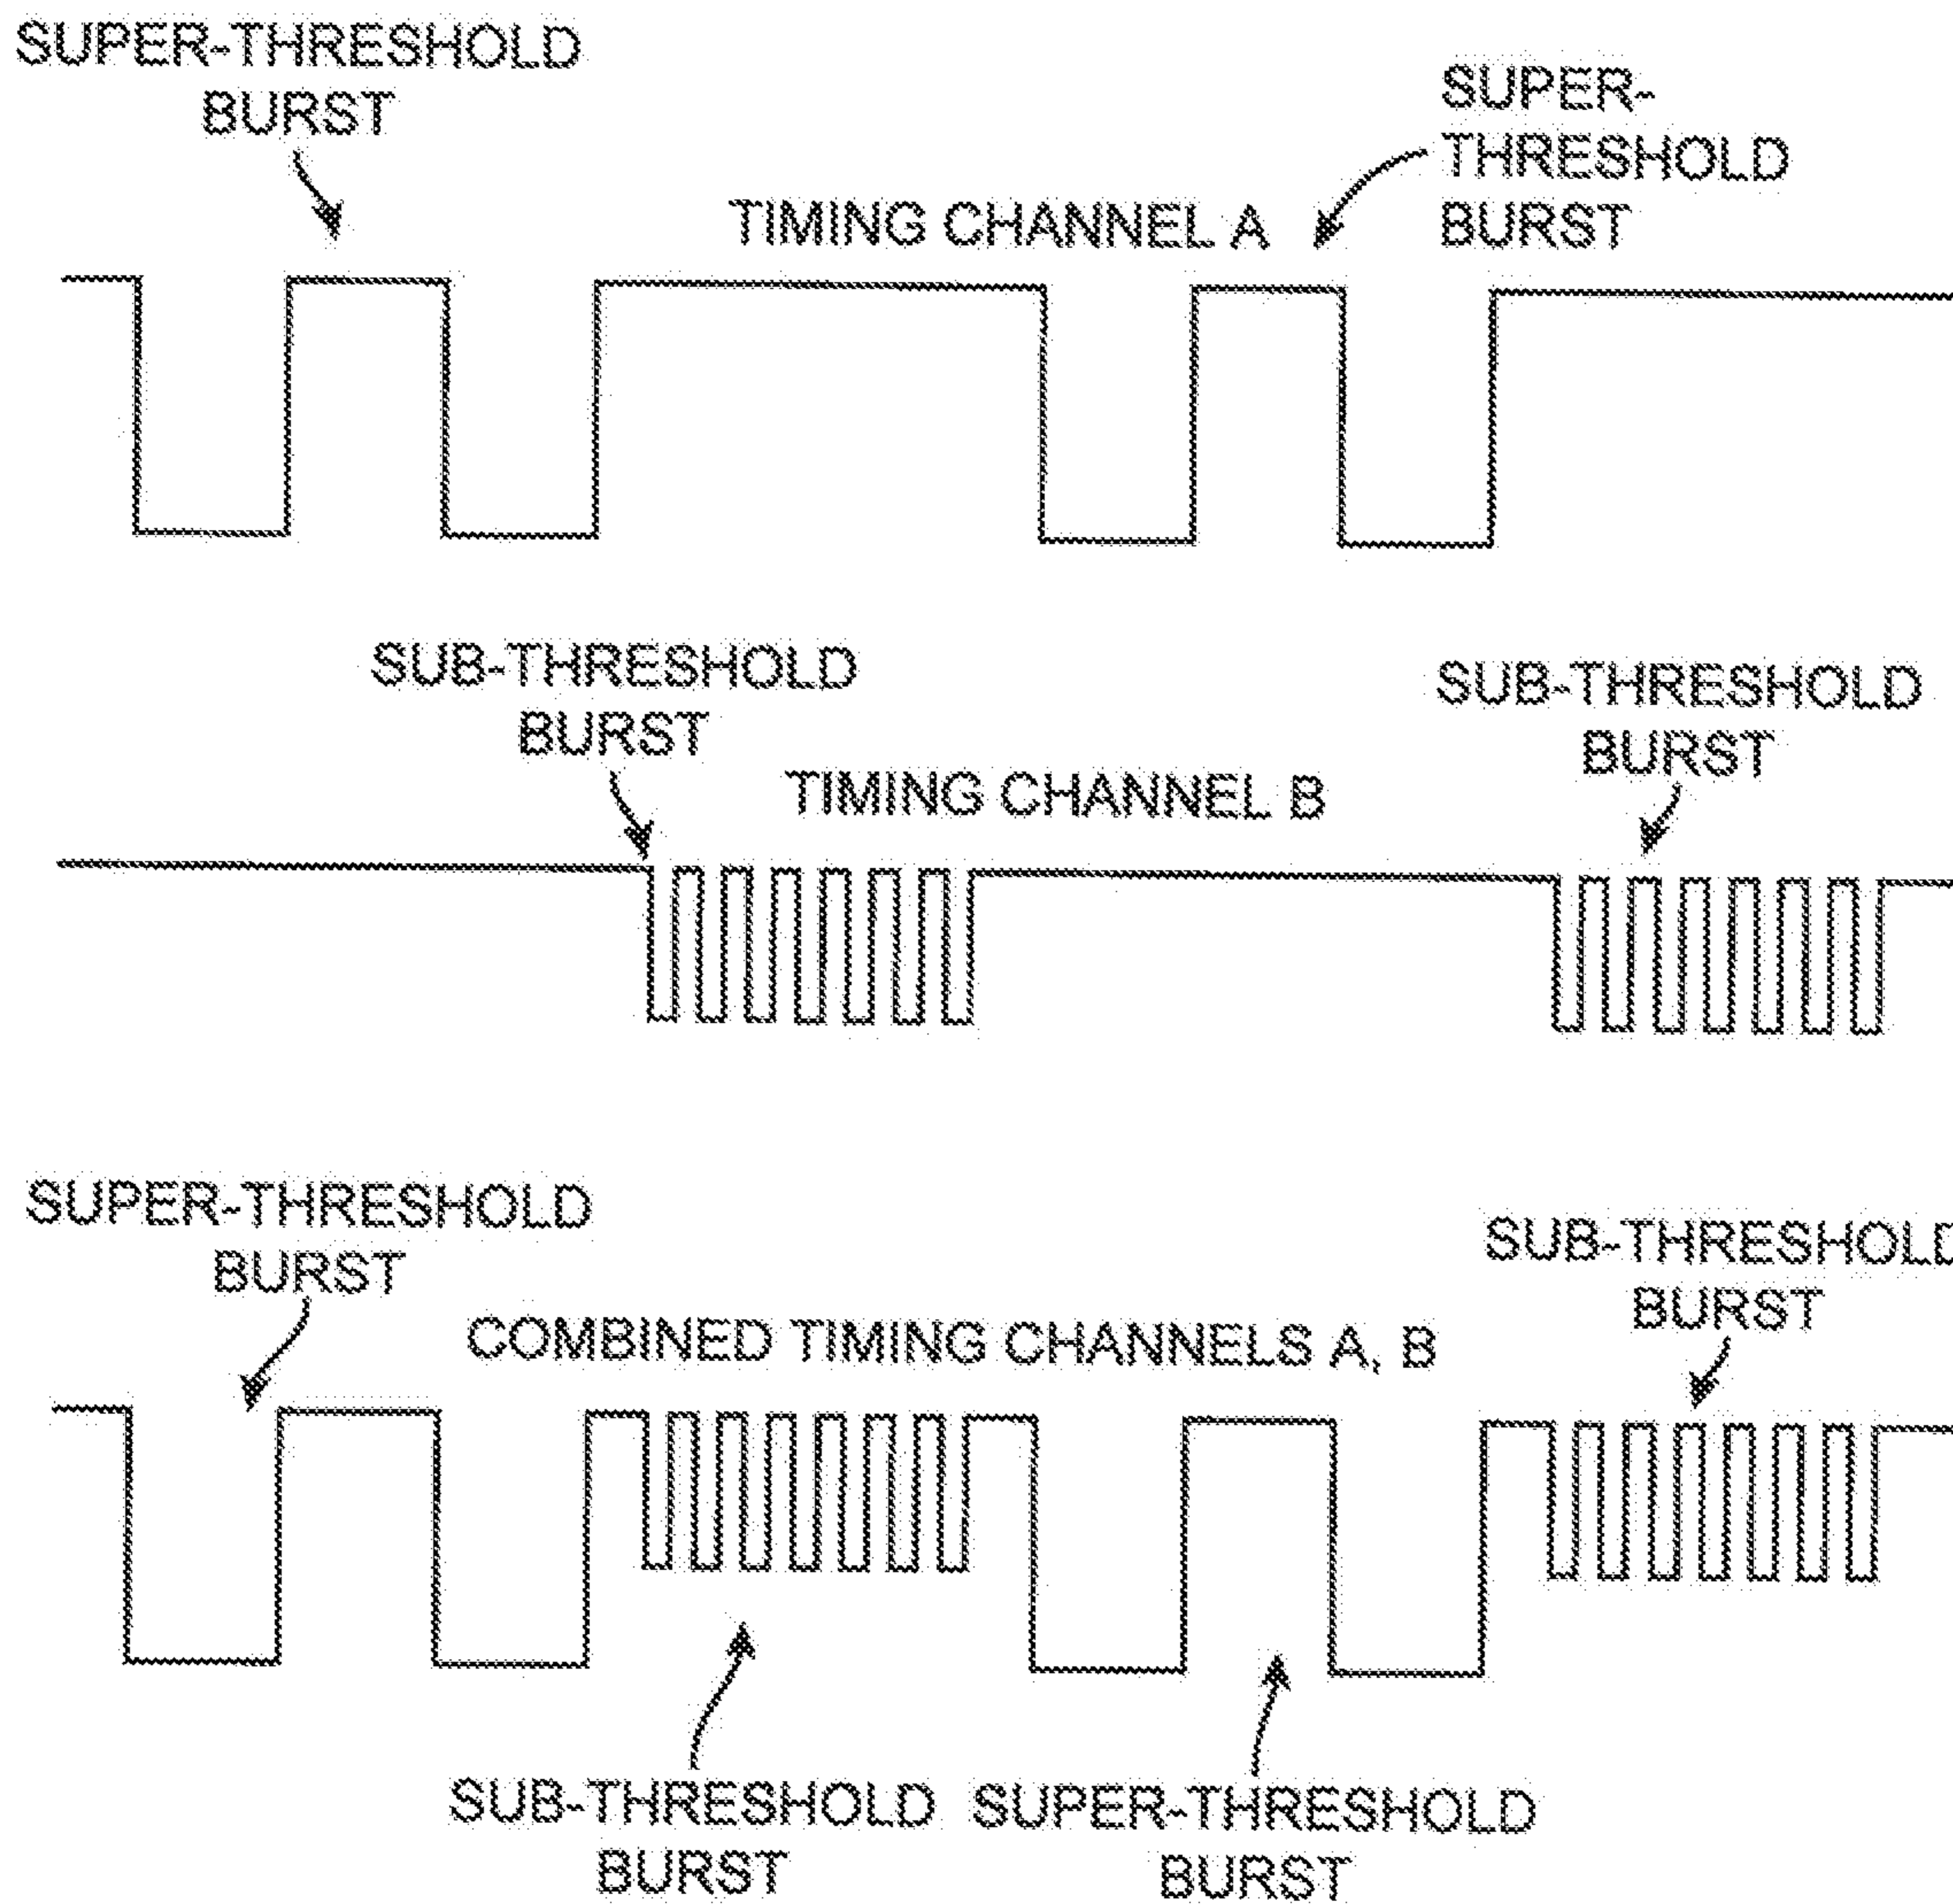 SUPER-THRESHOLD
BURST
SUPER-
THRESHOLD
BURST
TIMING CHANNEL A
SUB-THRESHOLD
BURST
SUB-THRESHOLD
BURST
TIMING CHANNEL B
SUPER-THRESHOLD
BURST
SUB-THRESHOLD
BURST
COMBINED TIMING CHANNELS A, B
SUB-THRESHOLD
BURST
SUPER-THRESHOLD
BURST